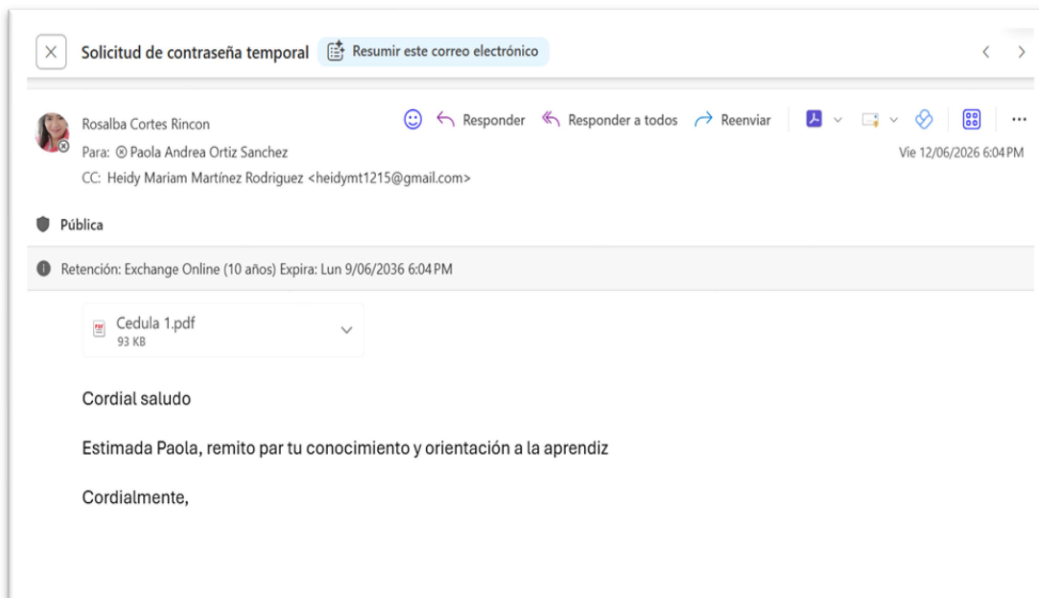 Solicitud de contraseña temporal Resumir este correo electrónico
Rosalba Cortes Rincon Responder Responder a todos Reenviar
Para: Paola Andrea Ortiz Sanchez Vie 12/06/2026 6:04 PM
CC: Heidy Mariam Martínez Rodriguez <heidymt1215@gmail.com>
Pública
Retención: Exchange Online (10 años) Expira: Lun 9/06/2036 6:04 PM
Cedula 1.pdf
93 KB
Cordial saludo
Estimada Paola, remito par tu conocimiento y orientación a la aprendiz
Cordialmente,